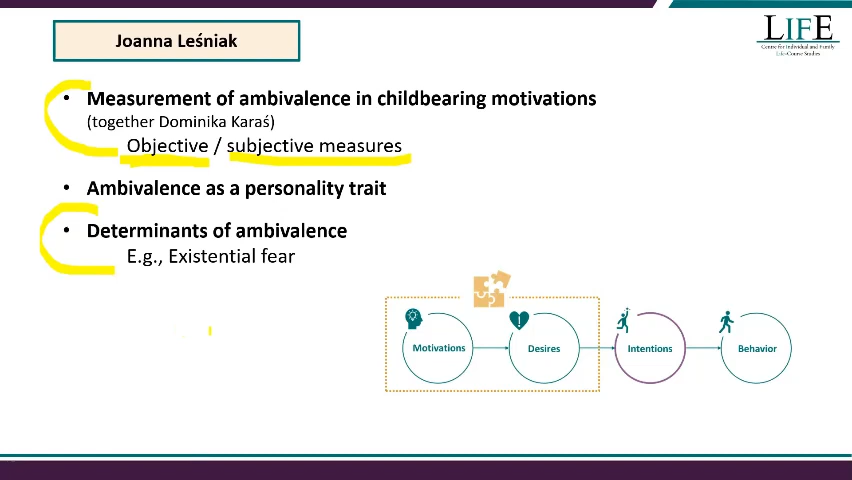 Joanna Leśniak
LIFE
Centre for Individual and Family
Life-Course Studies
• Measurement of ambivalence in childbearing motivations
(together Dominika Karaś)
Objective / subjective measures
• Ambivalence as a personality trait
• Determinants of ambivalence
E.g., Existential fear
Motivations
Desires
Intentions
Behavior